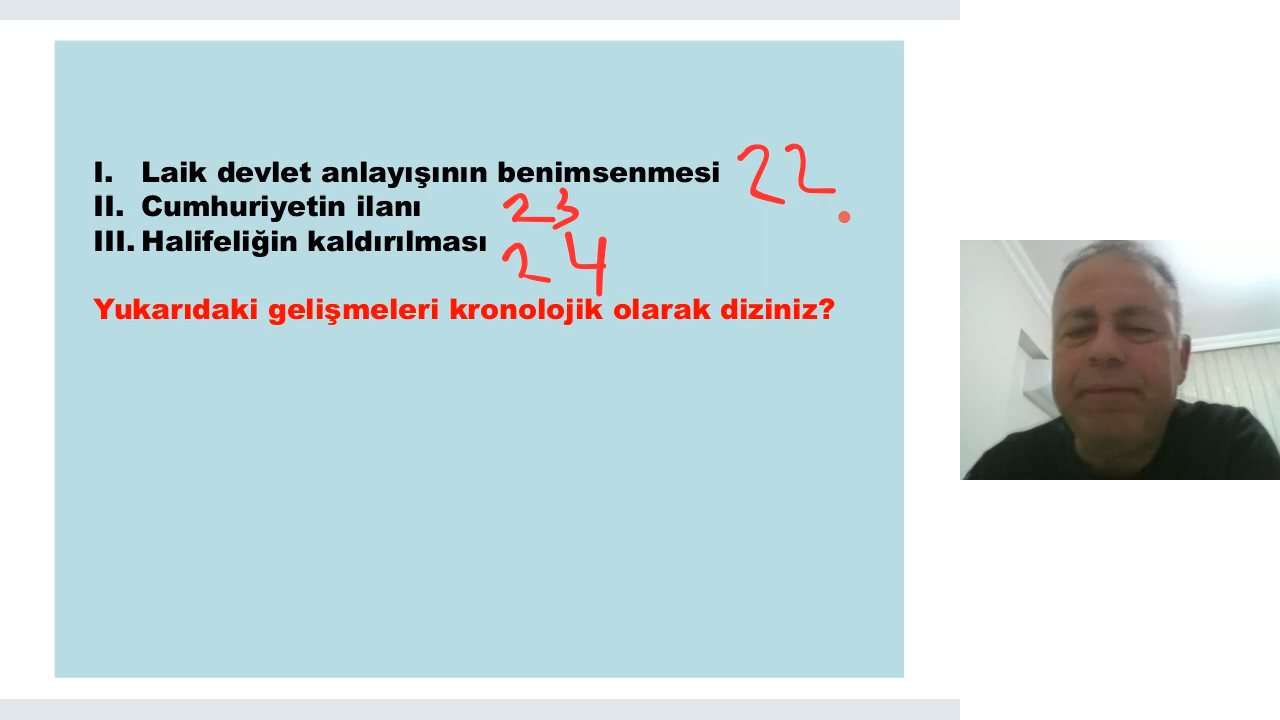 I. Laik devlet anlayışının benimsenmesi 22
II. Cumhuriyetin ilanı 23
III. Halifeliğin kaldırılması 24
Yukarıdaki gelişmeleri kronolojik olarak diziniz?